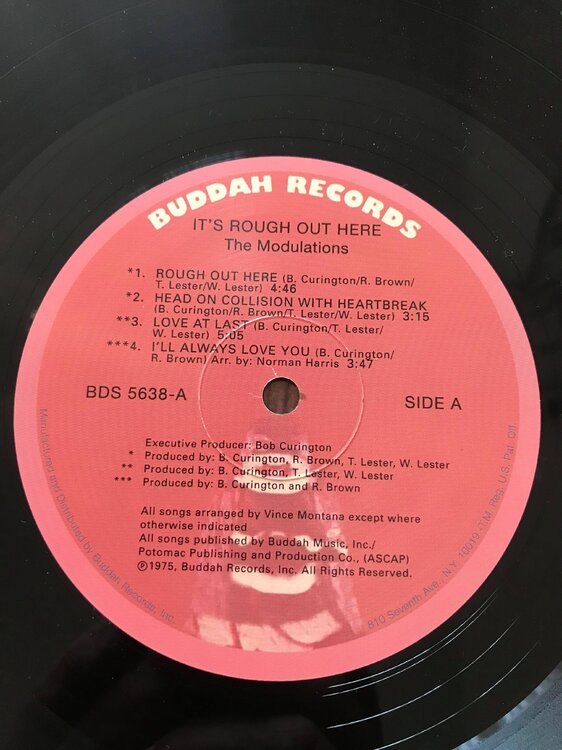 BUDDAH RECORDS
IT'S ROUGH OUT HERE
The Modulations
*1. ROUGH OUT HERE (B. Curington/R. Brown/
T. Lester/W. Lester) 4:46
*2. HEAD ON COLLISION WITH HEARTBREAK
(B. Curington/R. Brown/T. Lester/W. Lester) 3:15
**3. LOVE AT LAST (B. Curington/T. Lester/
W. Lester) 5:05
***4. I'LL ALWAYS LOVE YOU (B. Curington/
R. Brown) Arr. by: Norman Harris 3:47
BDS 5638-A
SIDE A
Executive Producer: Bob Curington
* Produced by: B. Curington, R. Brown, T. Lester, W. Lester
** Produced by: B. Curington, T. Lester, W. Lester
*** Produced by: B. Curington and R. Brown
All songs arranged by Vince Montana except where
otherwise indicated
All songs published by Buddah Music, Inc./
Potomac Publishing and Production Co., (ASCAP)
℗1975, Buddah Records, Inc. All Rights Reserved.
Manufactured and Distributed by Buddah Records, Inc.
810 Seventh Ave., N.Y. 10019 T.M. Reg. U.S. Pat. Off.